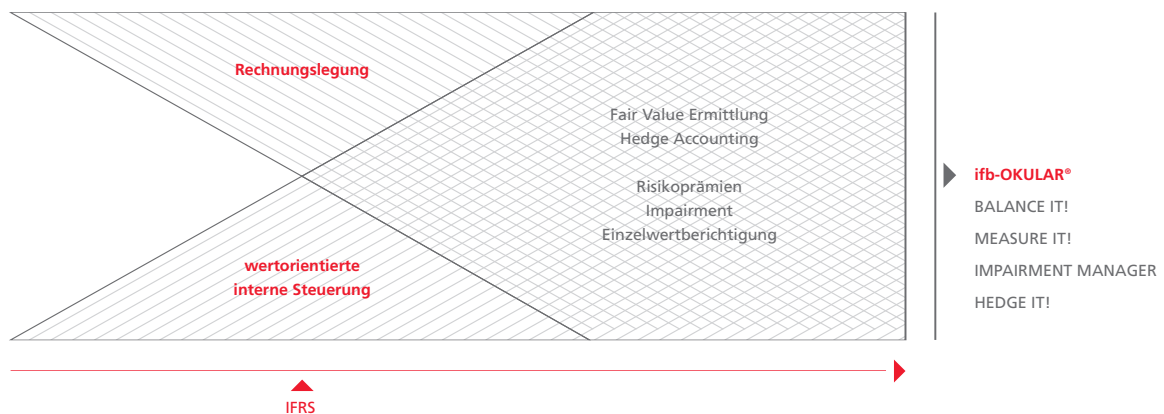 Rechnungslegung
Fair Value Ermittlung
Hedge Accounting
Risikoprämien
Impairment
Einzelwertberichtigung
wertorientierte
interne Steuerung
ifb-OKULAR®
BALANCE IT!
MEASURE IT!
IMPAIRMENT MANAGER
HEDGE IT!
IFRS